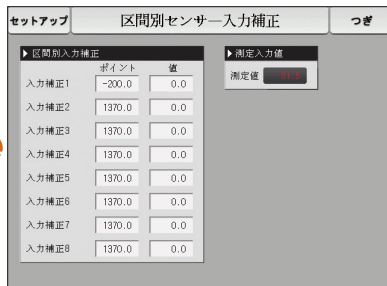 セットアップ
区間別センサー入力補正
つぎ
▶ 区間別入力補正
ポイント 値
入力補正1 -200.0 0.0
入力補正2 1370.0 0.0
入力補正3 1370.0 0.0
入力補正4 1370.0 0.0
入力補正5 1370.0 0.0
入力補正6 1370.0 0.0
入力補正7 1370.0 0.0
入力補正8 1370.0 0.0
▶ 測定入力値
測定値